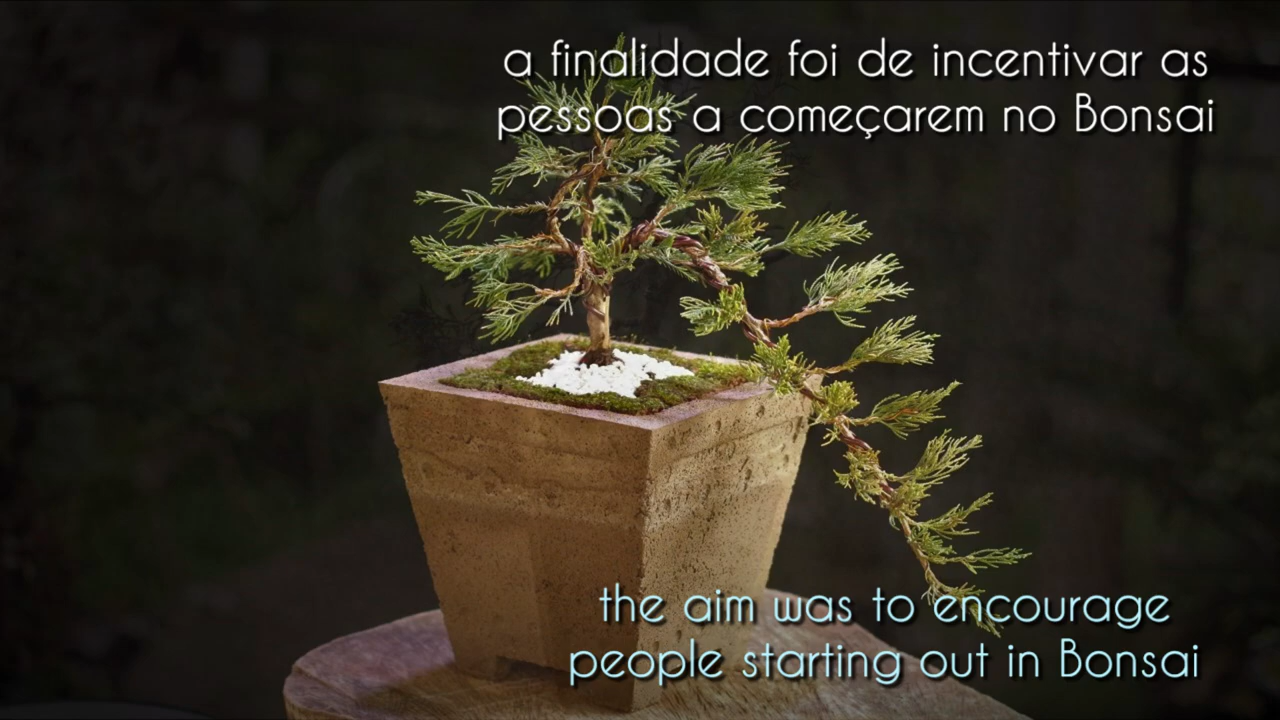 a finalidade foi de incentivar as
pessoas a começarem no Bonsai
the aim was to encourage
people starting out in Bonsai